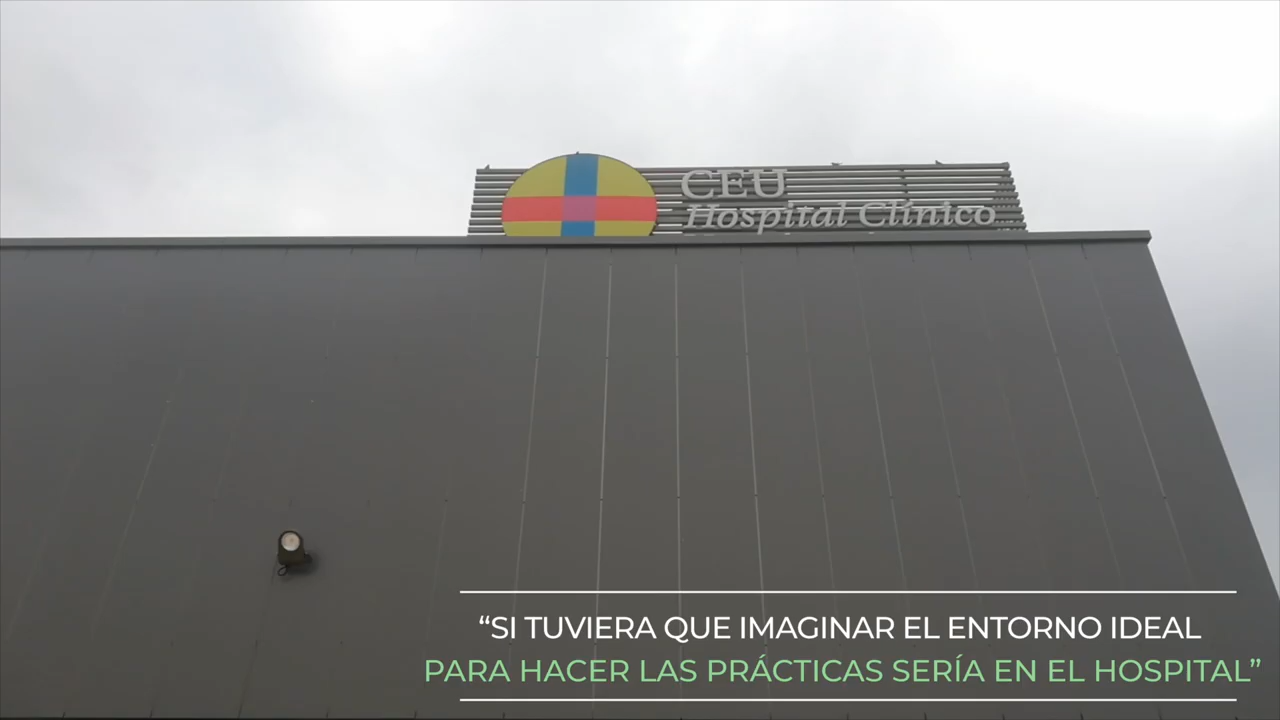 CEU
Hospital Clínico
“SI TUVIERA QUE IMAGINAR EL ENTORNO IDEAL
PARA HACER LAS PRÁCTICAS SERÍA EN EL HOSPITAL”